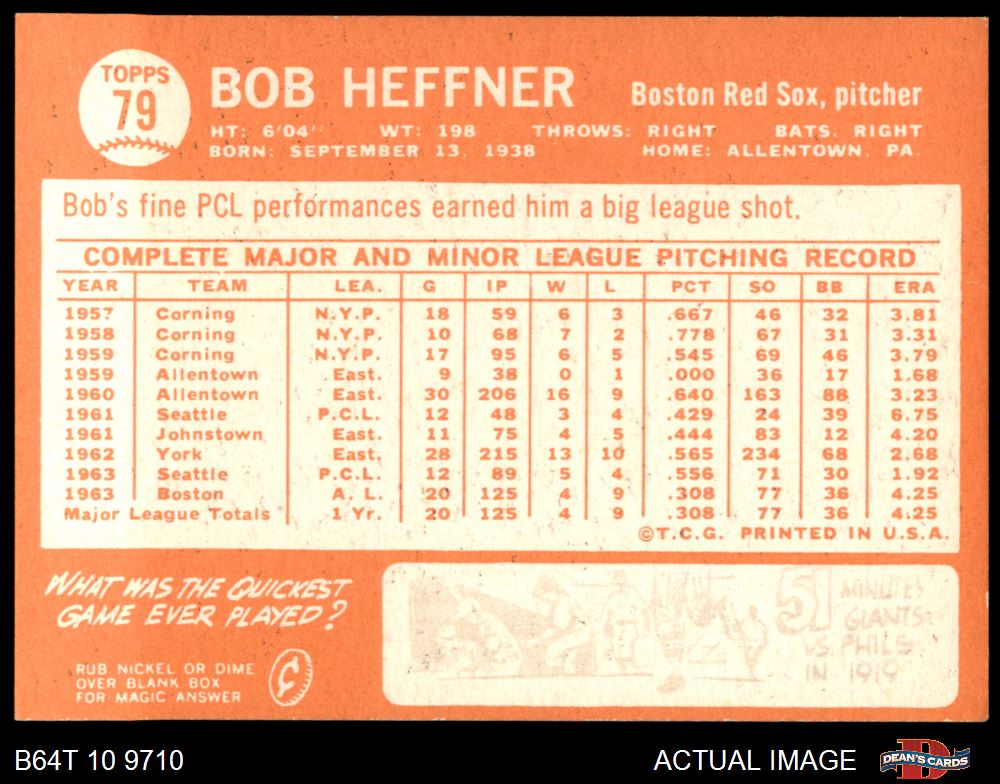 TOPPS
79
BOB HEFFNER
Boston Red Sox, pitcher
HT: 6'04" WT: 198 THROWS: RIGHT BATS: RIGHT
BORN: SEPTEMBER 13, 1938 HOME: ALLENTOWN, PA.
Bob's fine PCL performances earned him a big league shot.
COMPLETE MAJOR AND MINOR LEAGUE PITCHING RECORD
YEAR TEAM LEA. G IP W L PCT SO BB ERA
1957 Corning N.Y.P. 18 59 6 3 .667 46 32 3.81
1958 Corning N.Y.P. 10 68 7 2 .778 67 31 3.31
1959 Corning N.Y.P. 17 95 6 5 .545 69 46 3.79
1959 Allentown East. 9 38 0 1 .000 36 17 1.68
1960 Allentown East. 30 206 16 9 .640 163 88 3.23
1961 Seattle P.C.L. 12 48 3 4 .429 24 39 6.75
1961 Johnstown East. 11 75 4 5 .444 83 12 4.20
1962 York East. 28 215 13 10 .565 234 68 2.68
1963 Seattle P.C.L. 12 89 5 4 .556 71 30 1.92
1963 Boston A. L. 20 125 4 9 .308 77 36 4.25
Major League Totals 1 Yr. 20 125 4 9 .308 77 36 4.25
©T.C.G. PRINTED IN U.S.A.
WHAT WAS THE QUICKEST
GAME EVER PLAYED?
RUB NICKEL OR DIME
OVER BLANK BOX
FOR MAGIC ANSWER
¢
51 MINUTES
GIANTS
VS. PHILS
IN 1919
B64T 10 9710
ACTUAL IMAGE
DEAN'S CARDS